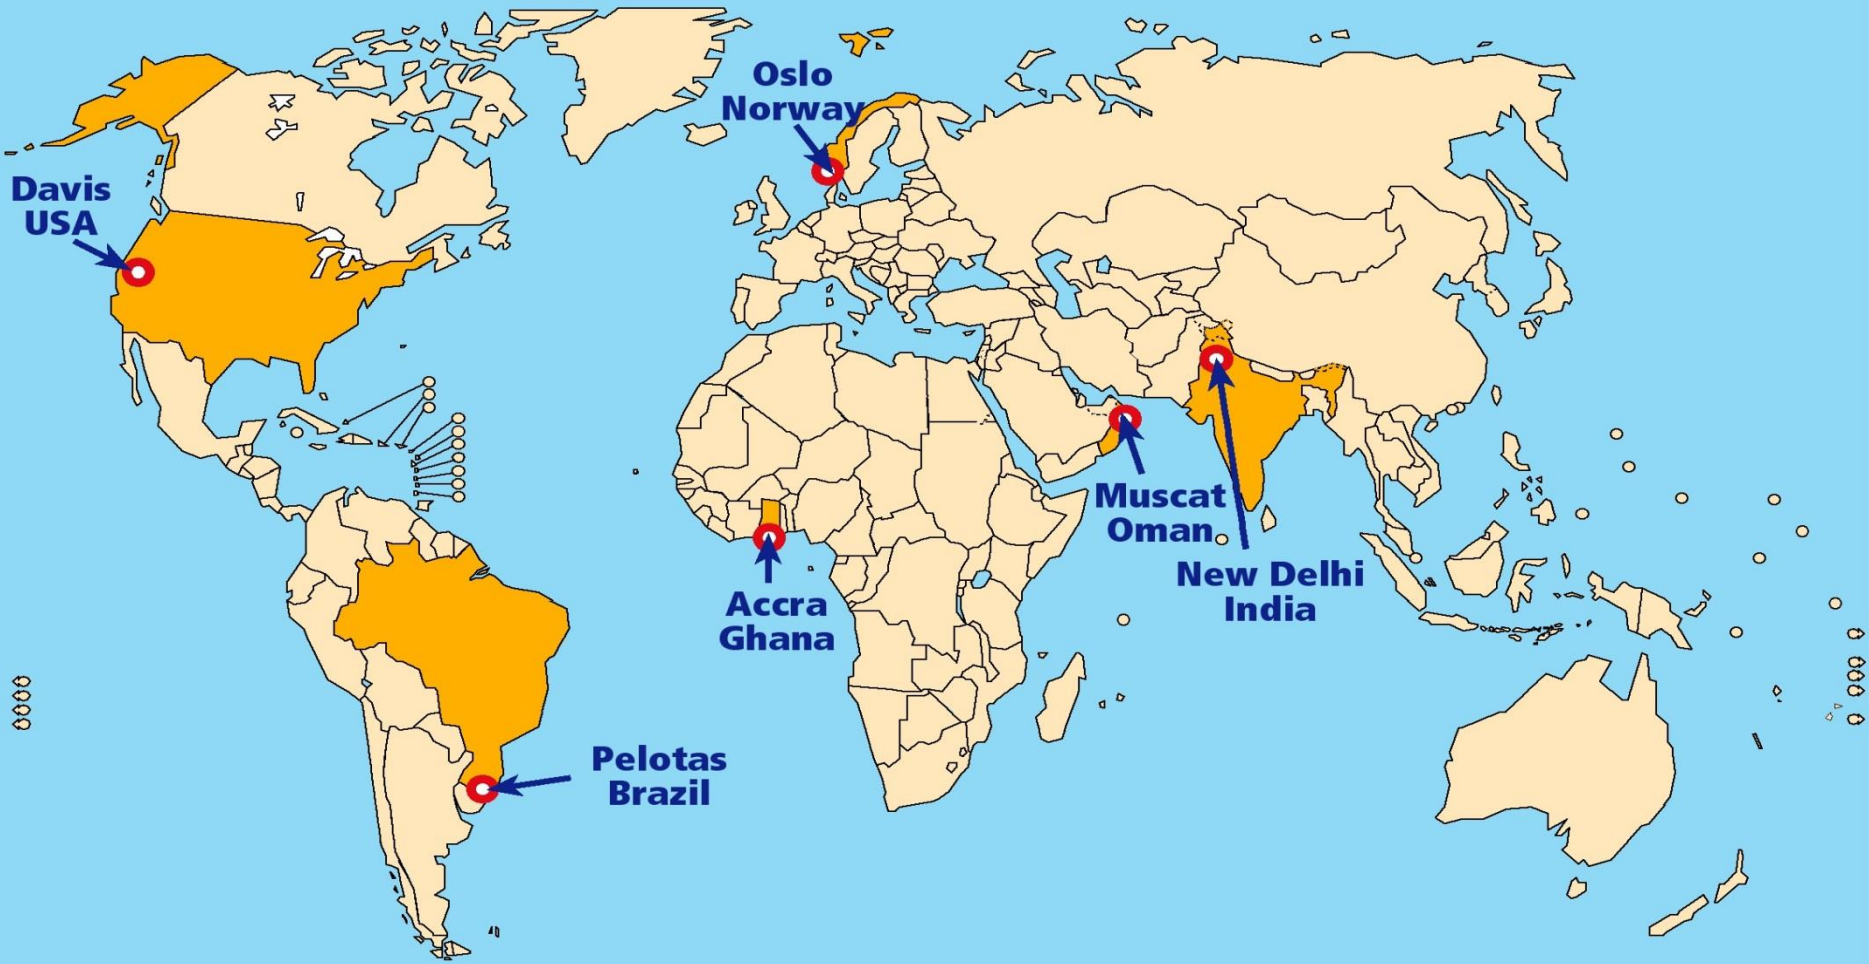 Oslo
Norway
Davis
USA
Muscat
Oman
New Delhi
India
Accra
Ghana
Pelotas
Brazil